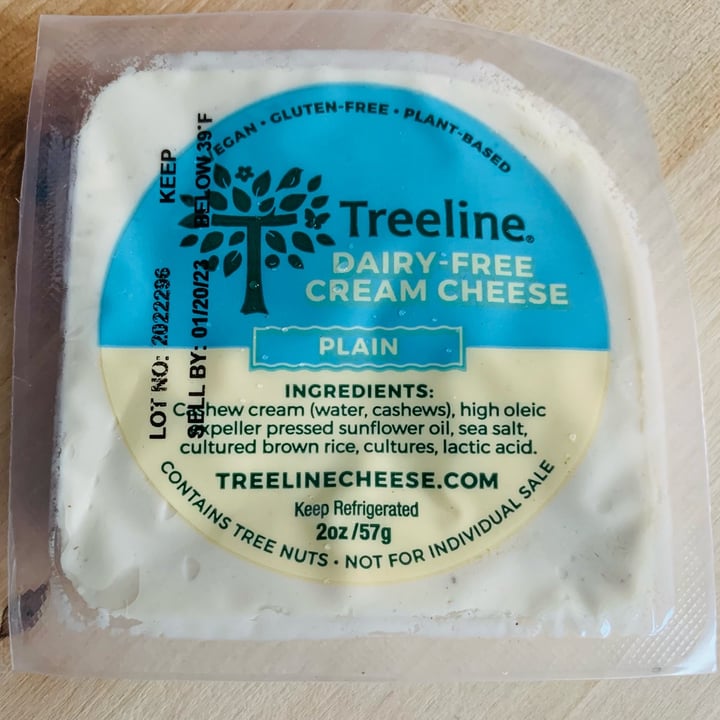 VEGAN • GLUTEN-FREE • PLANT-BASED
Treeline®
DAIRY-FREE
CREAM CHEESE
PLAIN
INGREDIENTS:
Cashew cream (water, cashews), high oleic
expeller pressed sunflower oil, sea salt,
cultured brown rice, cultures, lactic acid.
TREELINECHEESE.COM
Keep Refrigerated
2oz/57g
CONTAINS TREE NUTS • NOT FOR INDIVIDUAL SALE
LOT NO: 2022296 KEEP
SELL BY: 01/20/23 BELOW 39°F